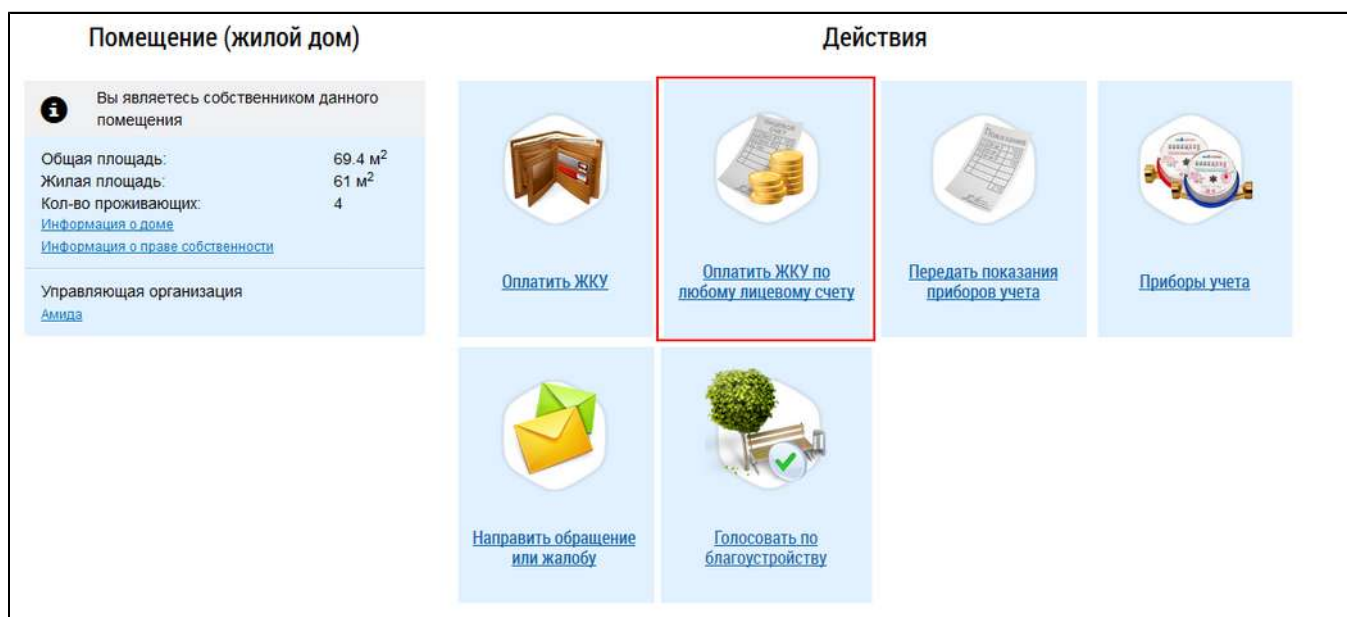 Помещение (жилой дом)
Действия
Вы являетесь собственником данного
помещения
Общая площадь: 69.4 м²
Жилая площадь: 61 м²
Кол-во проживающих: 4
Информация о доме
Информация о праве собственности
Управляющая организация
Амида
Оплатить ЖКУ
Оплатить ЖКУ по
любому лицевому счету
Передать показания
приборов учета
Приборы учета
Направить обращение
или жалобу
Голосовать по
благоустройству